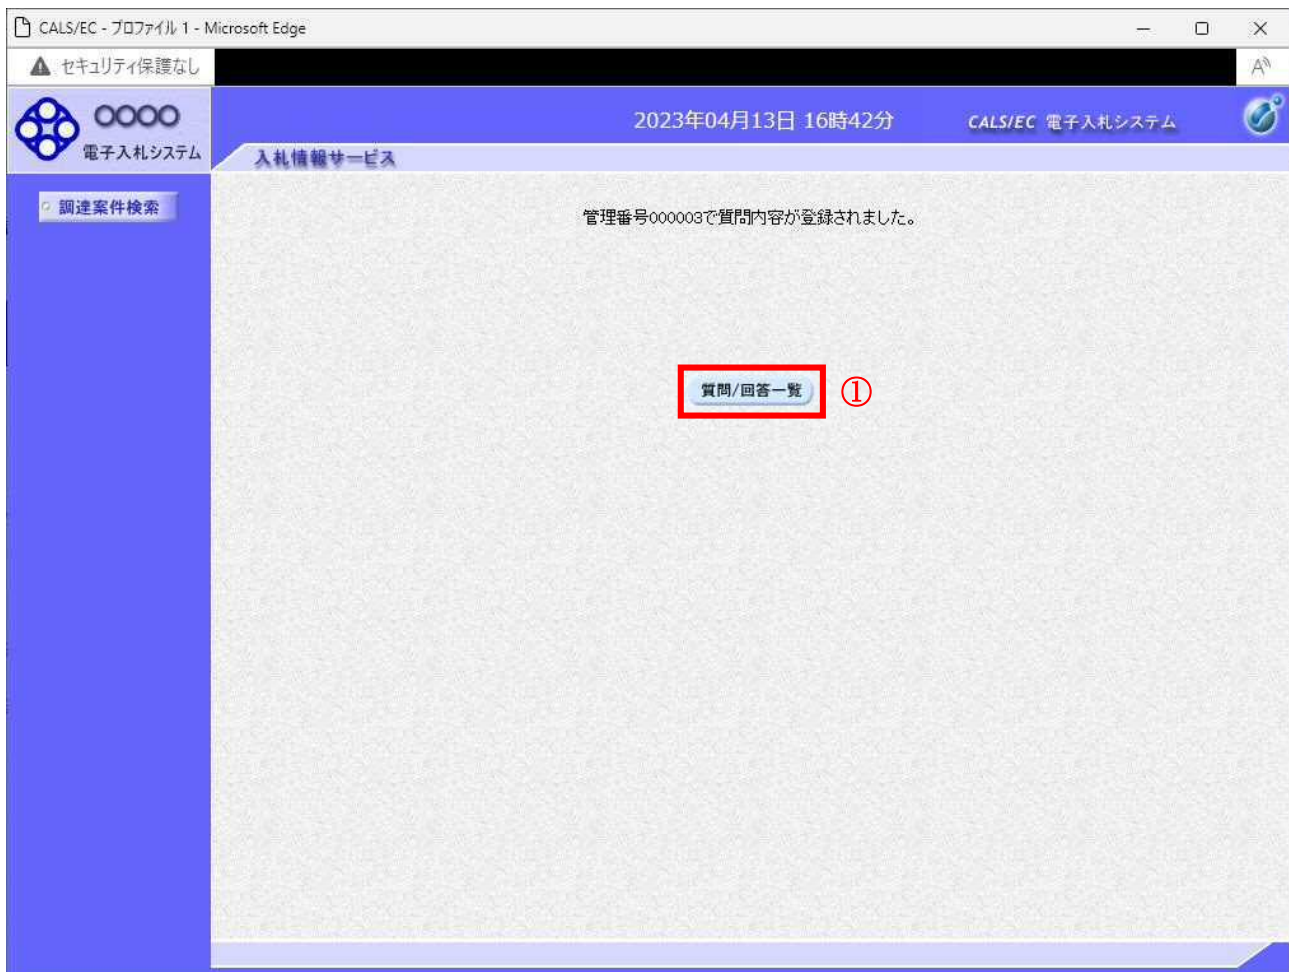 CALS/EC - プロファイル 1 - Microsoft Edge
セキュリティ保護なし
OOOO
電子入札システム
2023年04月13日 16時42分
CALS/EC 電子入札システム
入札情報サービス
調達案件検索
管理番号000003で質問内容が登録されました。
質問/回答一覧
①